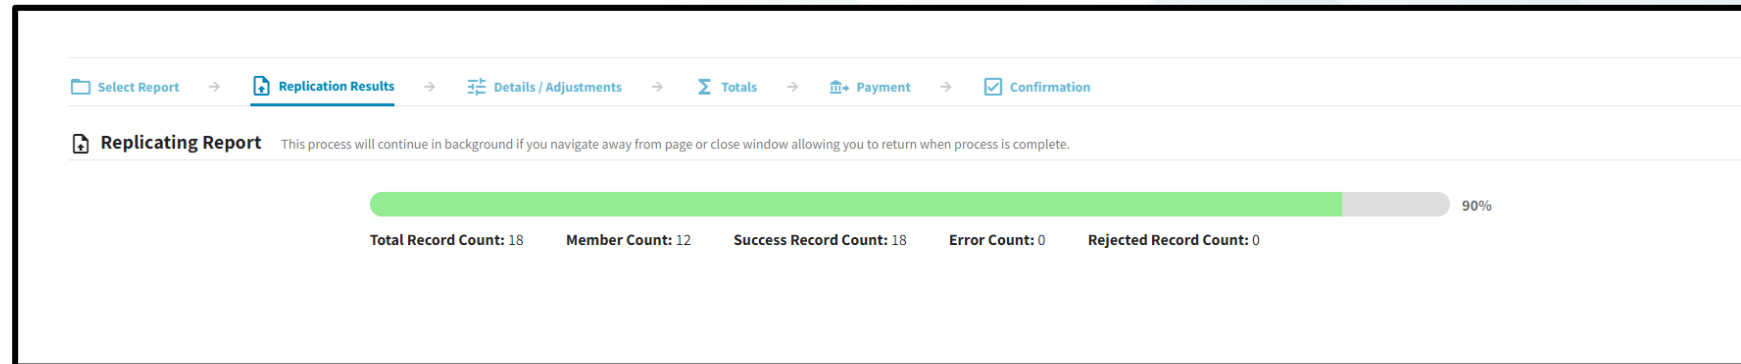 Select Report → Replication Results → Details / Adjustments → Totals → Payment → Confirmation
Replicating Report This process will continue in background if you navigate away from page or close window allowing you to return when process is complete.
90%
Total Record Count: 18 Member Count: 12 Success Record Count: 18 Error Count: 0 Rejected Record Count: 0